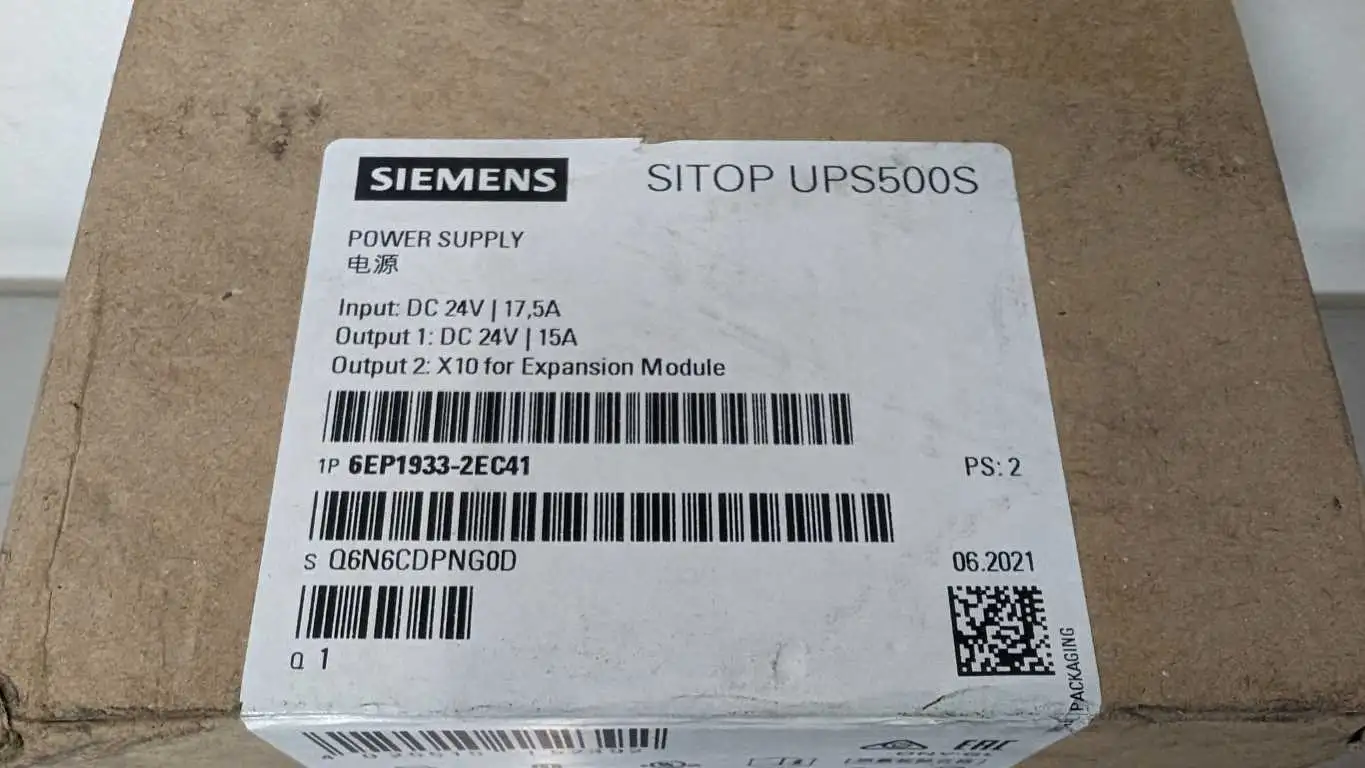 SIEMENS
SITOP UPS500S
POWER SUPPLY
电源
Input: DC 24V | 17,5A
Output 1: DC 24V | 15A
Output 2: X10 for Expansion Module
1P 6EP1933-2EC41
PS: 2
S Q6N6CDPNG0D
06.2021
Q 1
PACKAGING
EAC